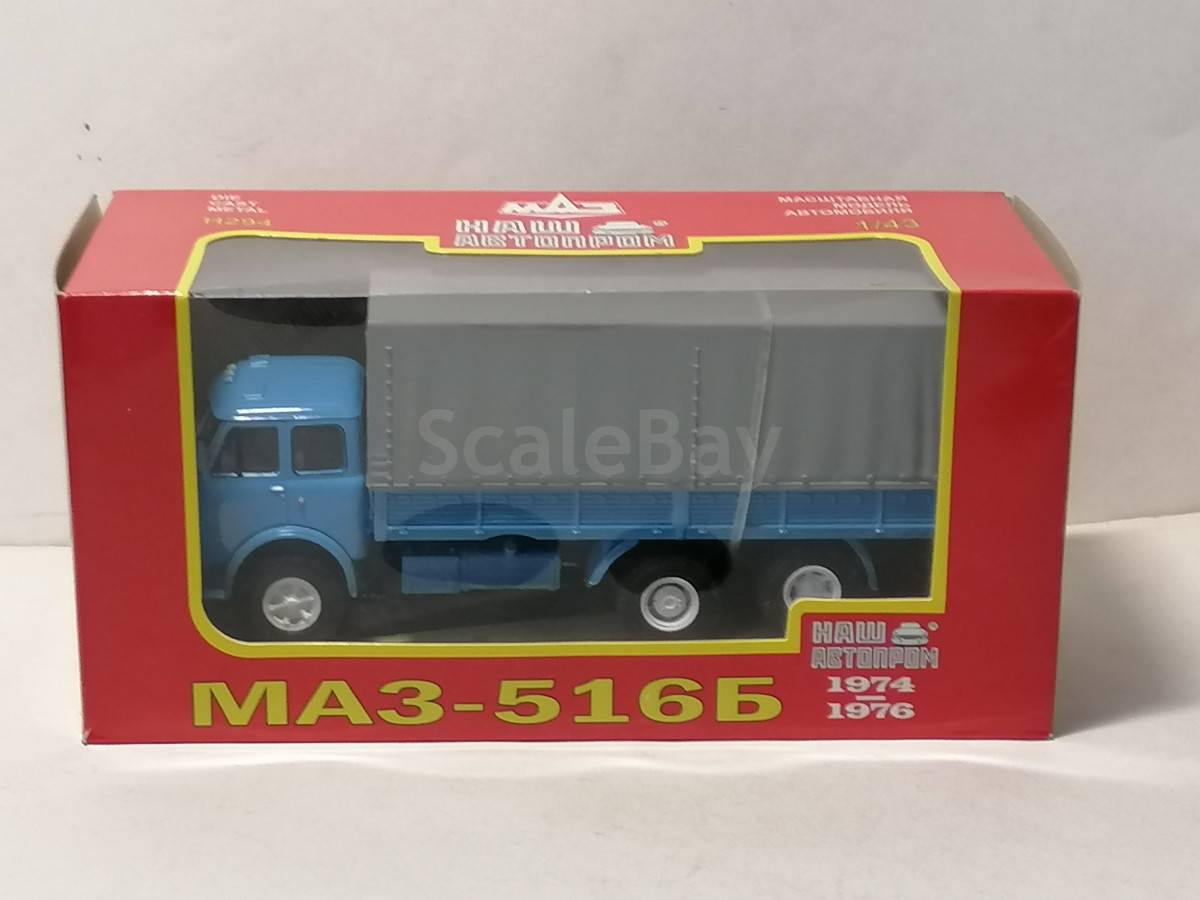 DIE
CAST
METAL
H294
МАЗ
НАШ
АВТОПРОМ
МАСШТАБНАЯ
МОДЕЛЬ
АВТОМОБИЛЯ
1/43
ScaleBay
НАШ
АВТОПРОМ
1974
1976
МАЗ-516Б